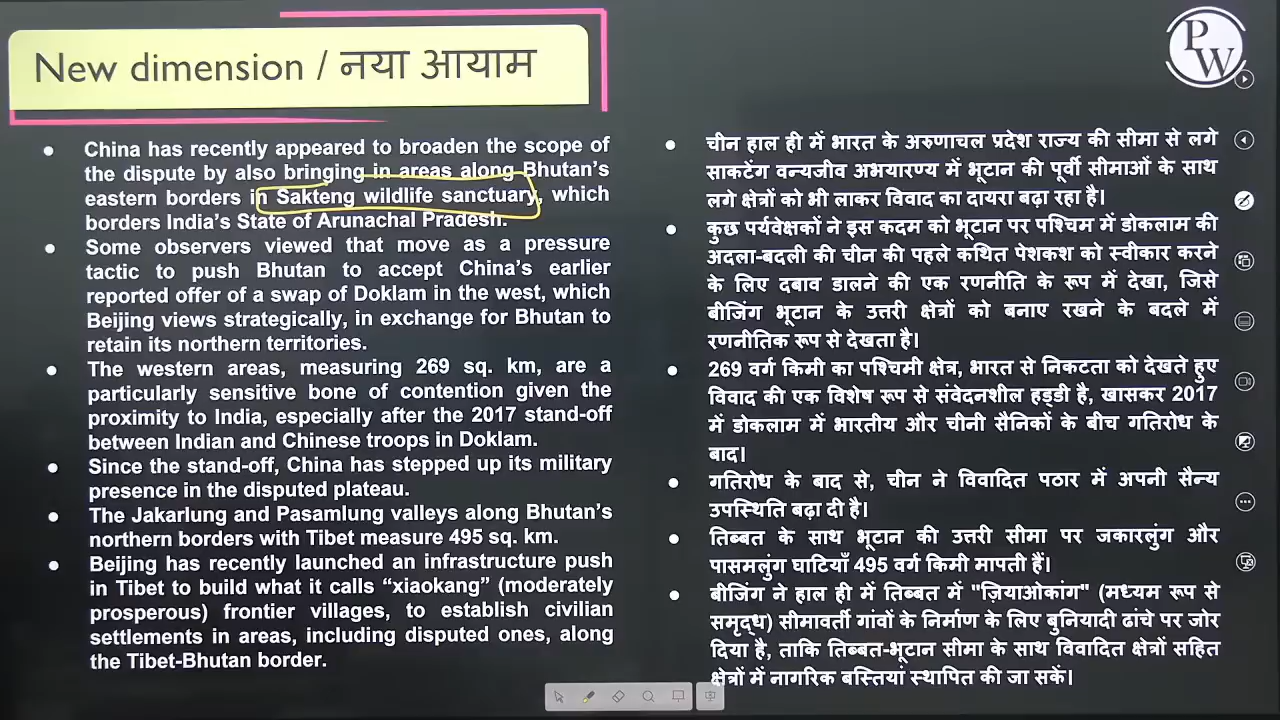 New dimension / नया आयाम
PW
China has recently appeared to broaden the scope of
the dispute by also bringing in areas along Bhutan's
eastern borders in Sakteng wildlife sanctuary, which
borders India's State of Arunachal Pradesh.
Some observers viewed that move as a pressure
tactic to push Bhutan to accept China's earlier
reported offer of a swap of Doklam in the west, which
Beijing views strategically, in exchange for Bhutan to
retain its northern territories.
The western areas, measuring 269 sq. km, are a
particularly sensitive bone of contention given the
proximity to India, especially after the 2017 stand-off
between Indian and Chinese troops in Doklam.
Since the stand-off, China has stepped up its military
presence in the disputed plateau.
The Jakarlung and Pasamlung valleys along Bhutan's
northern borders with Tibet measure 495 sq. km.
Beijing has recently launched an infrastructure push
in Tibet to build what it calls “xiaokang” (moderately
prosperous) frontier villages, to establish civilian
settlements in areas, including disputed ones, along
the Tibet-Bhutan border.
चीन हाल ही में भारत के अरुणाचल प्रदेश राज्य की सीमा से लगे
साकटेंग वन्यजीव अभयारण्य में भूटान की पूर्वी सीमाओं के साथ
लगे क्षेत्रों को भी लाकर विवाद का दायरा बढ़ा रहा है।
कुछ पर्यवेक्षकों ने इस कदम को भूटान पर पश्चिम में डोकलाम की
अदला-बदली की चीन की पहले कथित पेशकश को स्वीकार करने
के लिए दबाव डालने की एक रणनीति के रूप में देखा, जिसे
बीजिंग भूटान के उत्तरी क्षेत्रों को बनाए रखने के बदले में
रणनीतिक रूप से देखता है।
269 वर्ग किमी का पश्चिमी क्षेत्र, भारत से निकटता को देखते हुए
विवाद की एक विशेष रूप से संवेदनशील हड्डी है, खासकर 2017
में डोकलाम में भारतीय और चीनी सैनिकों के बीच गतिरोध के
बाद।
गतिरोध के बाद से, चीन ने विवादित पठार में अपनी सैन्य
उपस्थिति बढ़ा दी है।
तिब्बत के साथ भूटान की उत्तरी सीमा पर जकारलुंग और
पासमलुंग घाटियाँ 495 वर्ग किमी मापती हैं।
बीजिंग ने हाल ही में तिब्बत में "ज़ियाओकांग" (मध्यम रूप से
समृद्ध) सीमावर्ती गांवों के निर्माण के लिए बुनियादी ढांचे पर जोर
दिया है, ताकि तिब्बत-भूटान सीमा के साथ विवादित क्षेत्रों सहित
क्षेत्रों में नागरिक बस्तियां स्थापित की जा सकें।